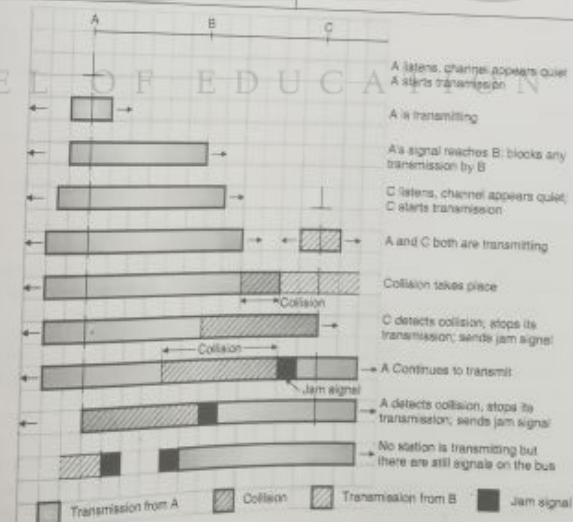 A B C
A listens, channel appears quiet
A starts transmission
EL OF EDUCATION
A is transmitting
A's signal reaches B; blocks any
transmission by B
C listens, channel appears quiet;
C starts transmission
A and C both are transmitting
Collision takes place
Collision
C detects collision; stops its
transmission; sends jam signal
Collision
A Continues to transmit
Jam signal
A detects collision, stops its
transmission; sends jam signal
No station is transmitting but
there are still signals on the bus
Transmission from A Collision Transmission from B Jam signal